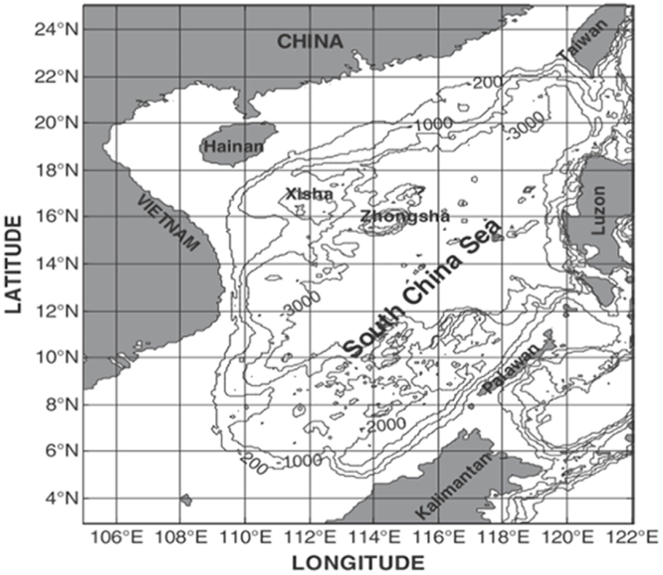 24°N
22°N
20°N
18°N
16°N
14°N
12°N
10°N
8°N
6°N
4°N
LATITUDE
CHINA
Taiwan
-200
1000
-3000
Hainan
Xisha
Zhongsha
VIETNAM
Luzon
South China Sea
3000
Palawan
-2000
-200
-1000
Kalimantan
106°E 108°E 110°E 112°E 114°E 116°E 118°E 120°E 122°E
LONGITUDE